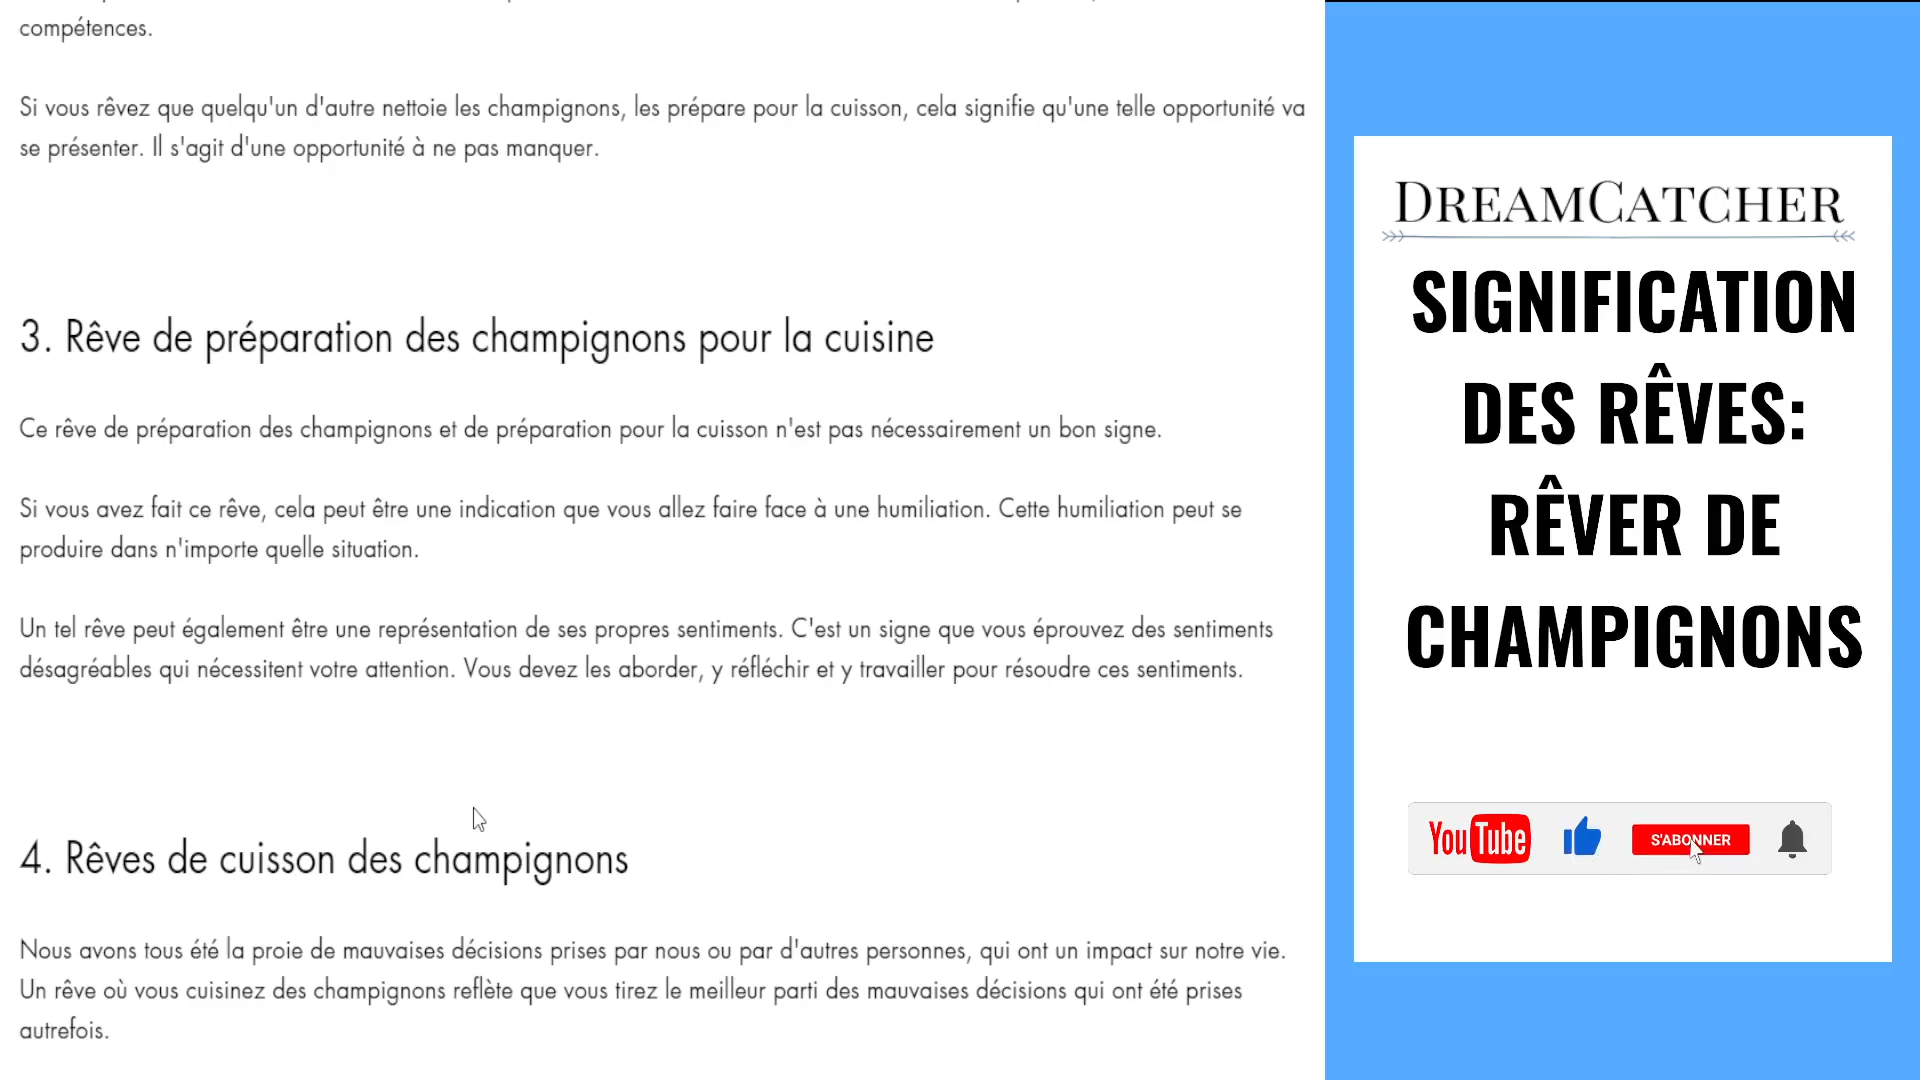 compétences.
Si vous rêvez que quelqu'un d'autre nettoie les champignons, les prépare pour la cuisson, cela signifie qu'une telle opportunité va
se présenter. Il s'agit d'une opportunité à ne pas manquer.
3. Rêve de préparation des champignons pour la cuisine
Ce rêve de préparation des champignons et de préparation pour la cuisson n'est pas nécessairement un bon signe.
Si vous avez fait ce rêve, cela peut être une indication que vous allez faire face à une humiliation. Cette humiliation peut se
produire dans n'importe quelle situation.
Un tel rêve peut également être une représentation de ses propres sentiments. C'est un signe que vous éprouvez des sentiments
désagréables qui nécessitent votre attention. Vous devez les aborder, y réfléchir et y travailler pour résoudre ces sentiments.
4. Rêves de cuisson des champignons
Nous avons tous été la proie de mauvaises décisions prises par nous ou par d'autres personnes, qui ont un impact sur notre vie.
Un rêve où vous cuisinez des champignons reflète que vous tirez le meilleur parti des mauvaises décisions qui ont été prises
autrefois.
DREAMCATCHER
SIGNIFICATION
DES RÊVES:
RÊVER DE
CHAMPIGNONS
YouTube
S'ABONNER